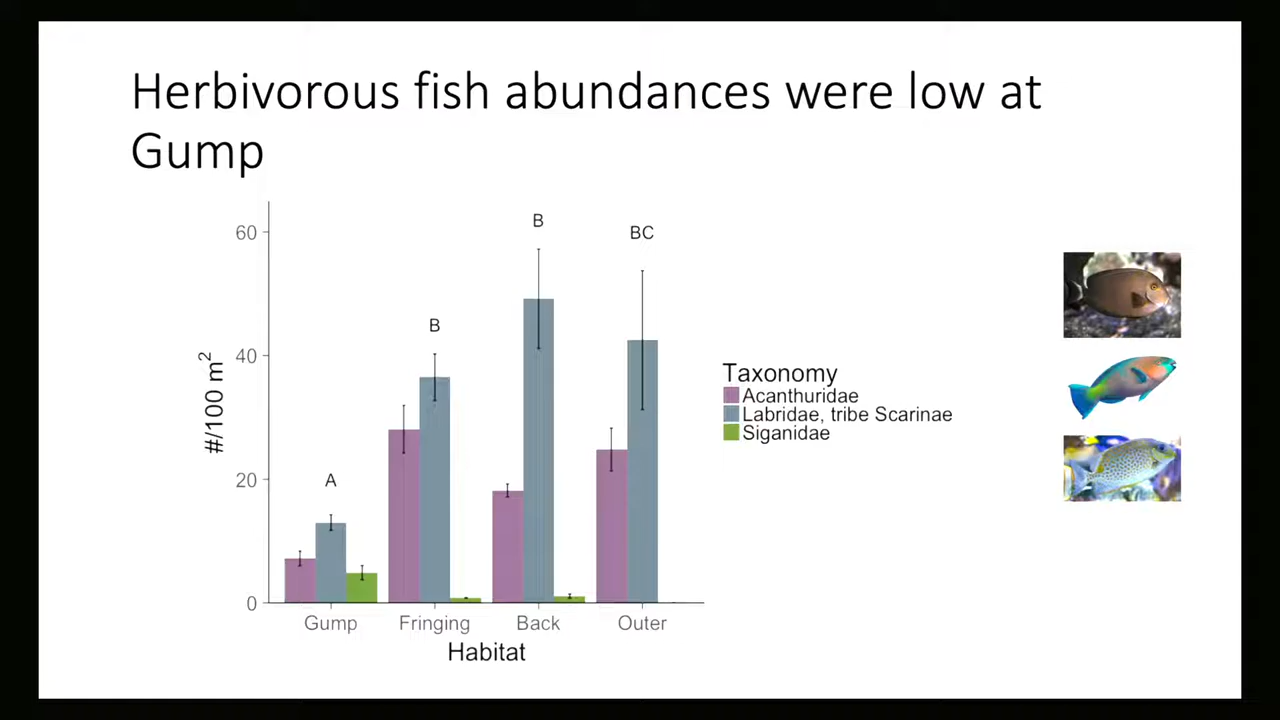 Herbivorous fish abundances were low at
Gump
60
40
20
0
#/100 m²
A
B
B
BC
Gump
Fringing
Back
Outer
Habitat
Taxonomy
Acanthuridae
Labridae, tribe Scarinae
Siganidae